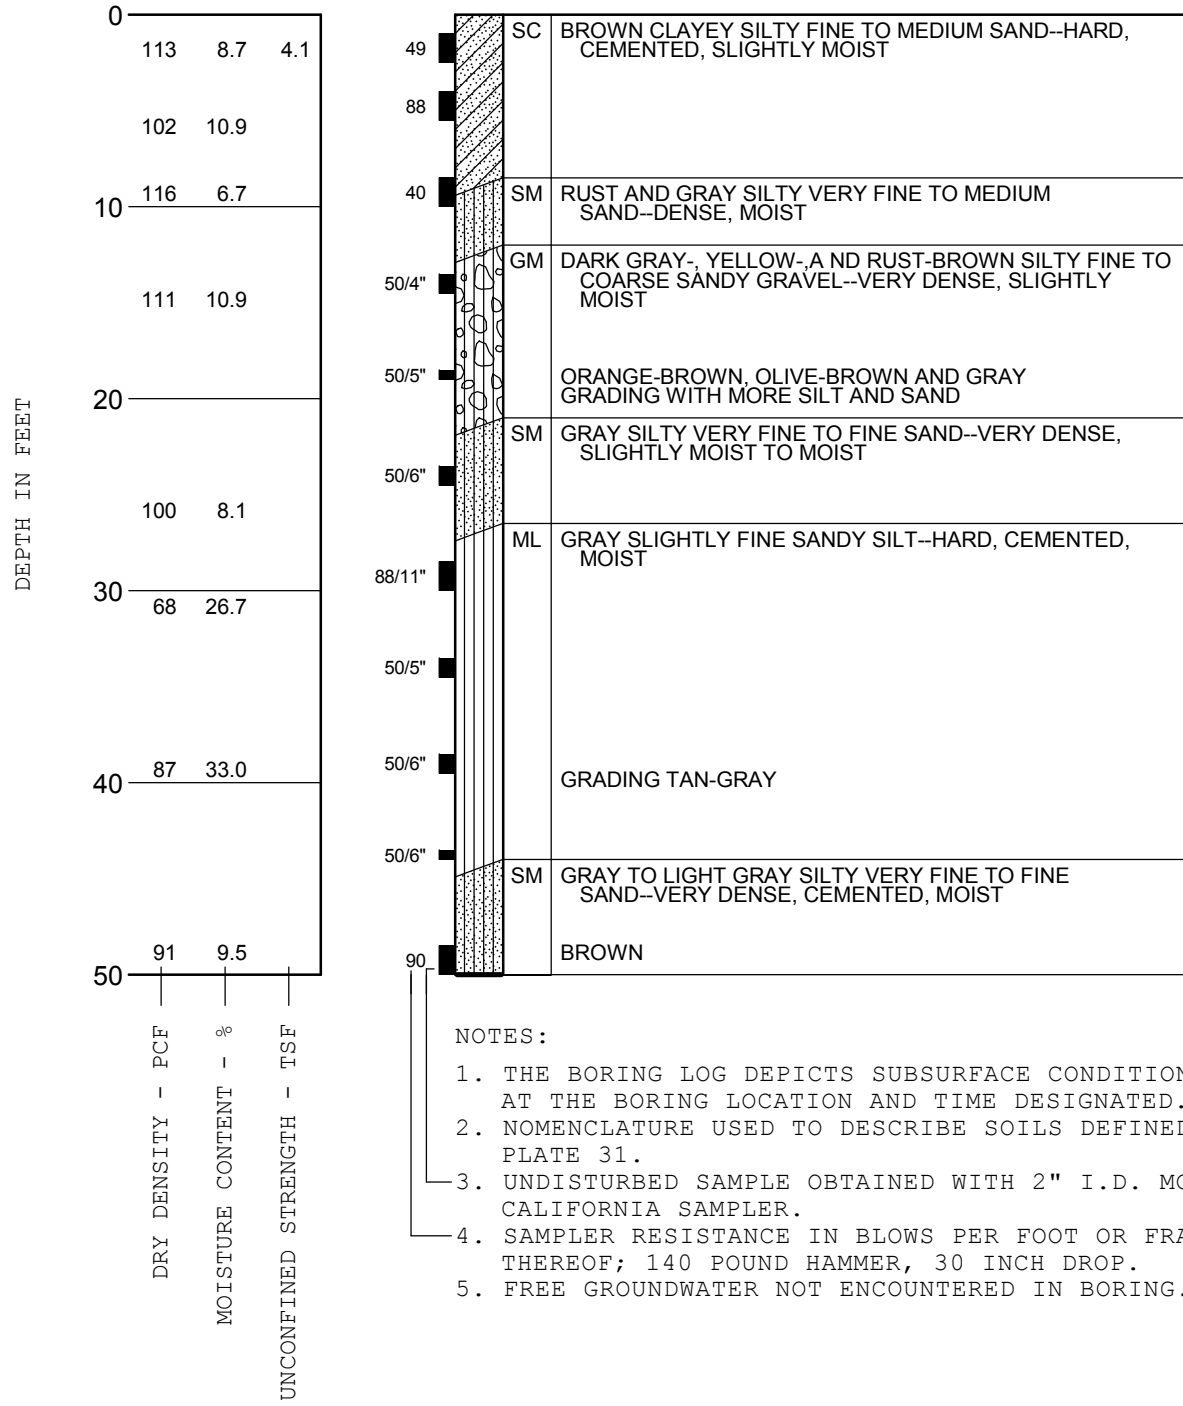 0
113 8.7 4.1
102 10.9
10
116 6.7
111 10.9
20
100 8.1
30
68 26.7
87 33.0
40
91 9.5
50
DEPTH IN FEET
DRY DENSITY - PCF
MOISTURE CONTENT - %
UNCONFINED STRENGTH - TSF
49
88
40
50/4"
50/5"
50/6"
88/11"
50/5"
50/6"
50/6"
90
SC BROWN CLAYEY SILTY FINE TO MEDIUM SAND--HARD,
CEMENTED, SLIGHTLY MOIST
SM RUST AND GRAY SILTY VERY FINE TO MEDIUM
SAND--DENSE, MOIST
GM DARK GRAY-, YELLOW-,A ND RUST-BROWN SILTY FINE TO
COARSE SANDY GRAVEL--VERY DENSE, SLIGHTLY
MOIST
ORANGE-BROWN, OLIVE-BROWN AND GRAY
GRADING WITH MORE SILT AND SAND
SM GRAY SILTY VERY FINE TO FINE SAND--VERY DENSE,
SLIGHTLY MOIST TO MOIST
ML GRAY SLIGHTLY FINE SANDY SILT--HARD, CEMENTED,
MOIST
GRADING TAN-GRAY
SM GRAY TO LIGHT GRAY SILTY VERY FINE TO FINE
SAND--VERY DENSE, CEMENTED, MOIST
BROWN
NOTES:
1. THE BORING LOG DEPICTS SUBSURFACE CONDITION
AT THE BORING LOCATION AND TIME DESIGNATED.
2. NOMENCLATURE USED TO DESCRIBE SOILS DEFINED
PLATE 31.
3. UNDISTURBED SAMPLE OBTAINED WITH 2" I.D. MO
CALIFORNIA SAMPLER.
4. SAMPLER RESISTANCE IN BLOWS PER FOOT OR FRA
THEREOF; 140 POUND HAMMER, 30 INCH DROP.
5. FREE GROUNDWATER NOT ENCOUNTERED IN BORING.